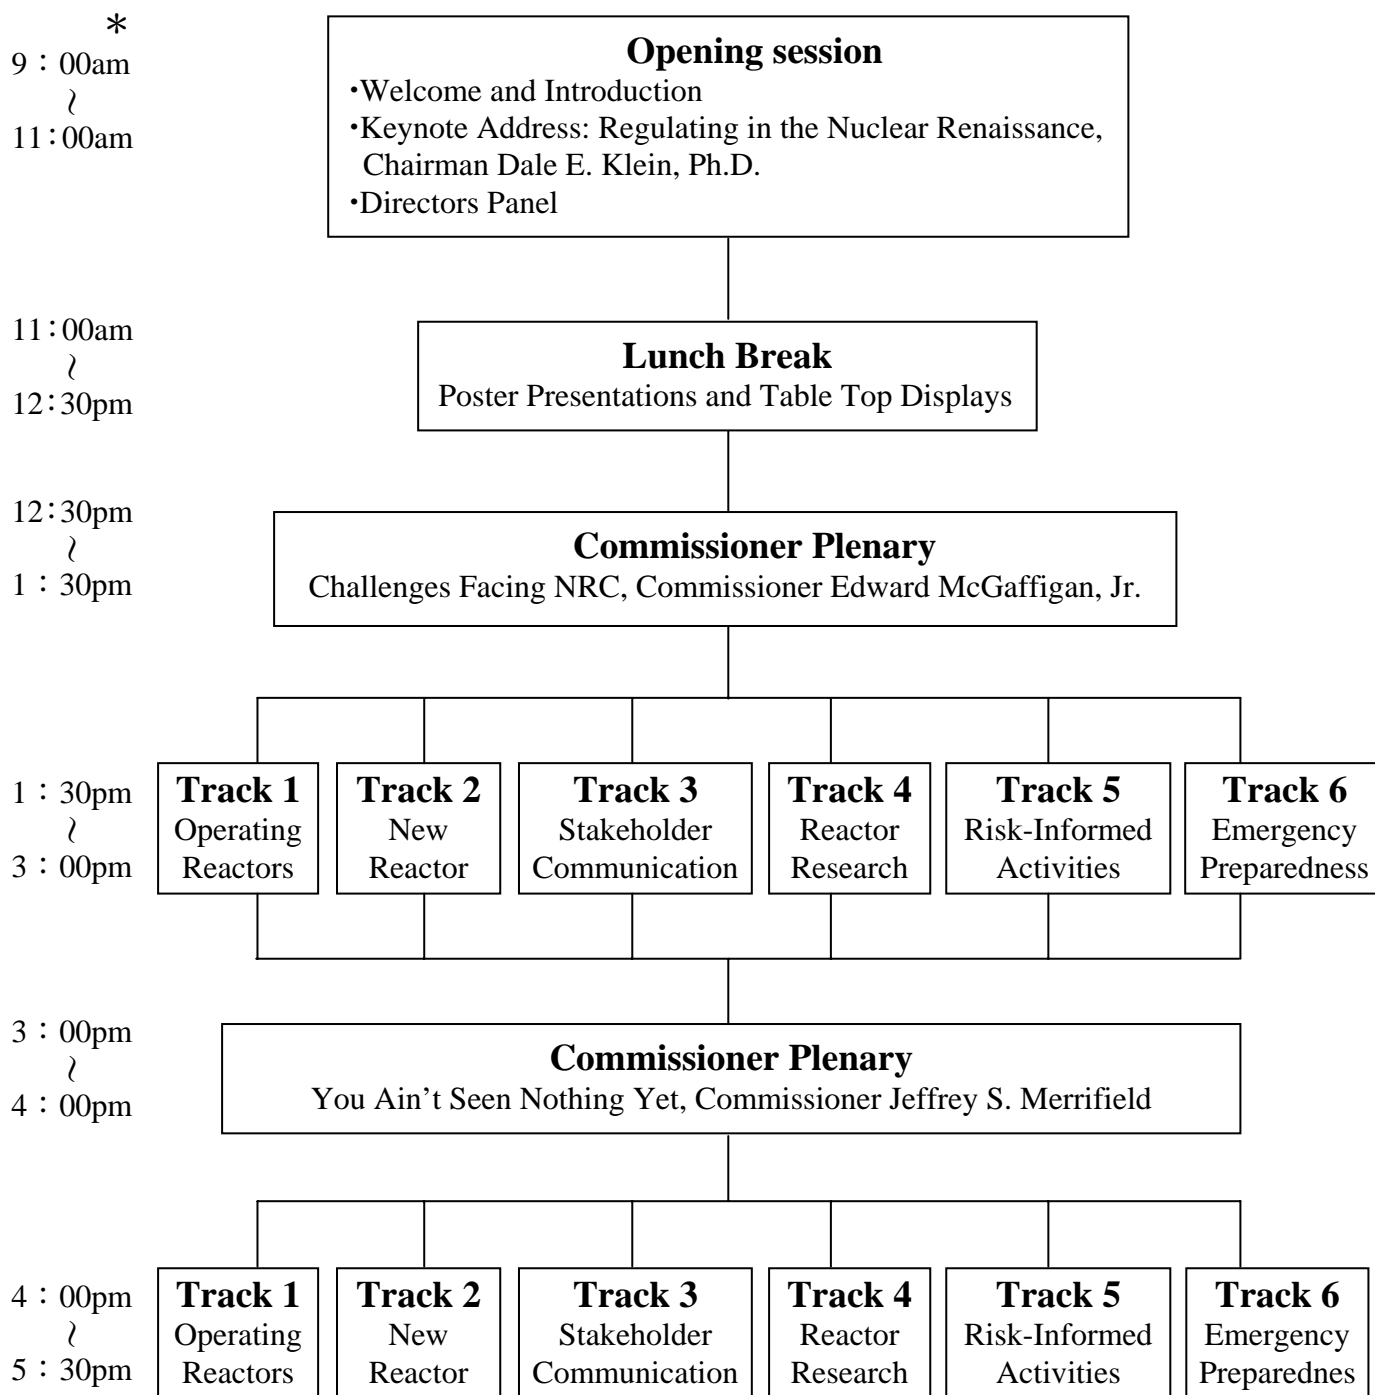 *
9：00am
～
11:00am
Opening session
・Welcome and Introduction
・Keynote Address: Regulating in the Nuclear Renaissance,
Chairman Dale E. Klein, Ph.D.
・Directors Panel
11:00am
～
12:30pm
Lunch Break
Poster Presentations and Table Top Displays
12:30pm
～
1：30pm
Commissioner Plenary
Challenges Facing NRC, Commissioner Edward McGaffigan, Jr.
1：30pm
～
3：00pm
Track 1
Operating
Reactors
Track 2
New
Reactor
Track 3
Stakeholder
Communication
Track 4
Reactor
Research
Track 5
Risk-Informed
Activities
Track 6
Emergency
Preparedness
3：00pm
～
4：00pm
Commissioner Plenary
You Ain't Seen Nothing Yet, Commissioner Jeffrey S. Merrifield
4：00pm
～
5：30pm
Track 1
Operating
Reactors
Track 2
New
Reactor
Track 3
Stakeholder
Communication
Track 4
Reactor
Research
Track 5
Risk-Informed
Activities
Track 6
Emergency
Preparednes